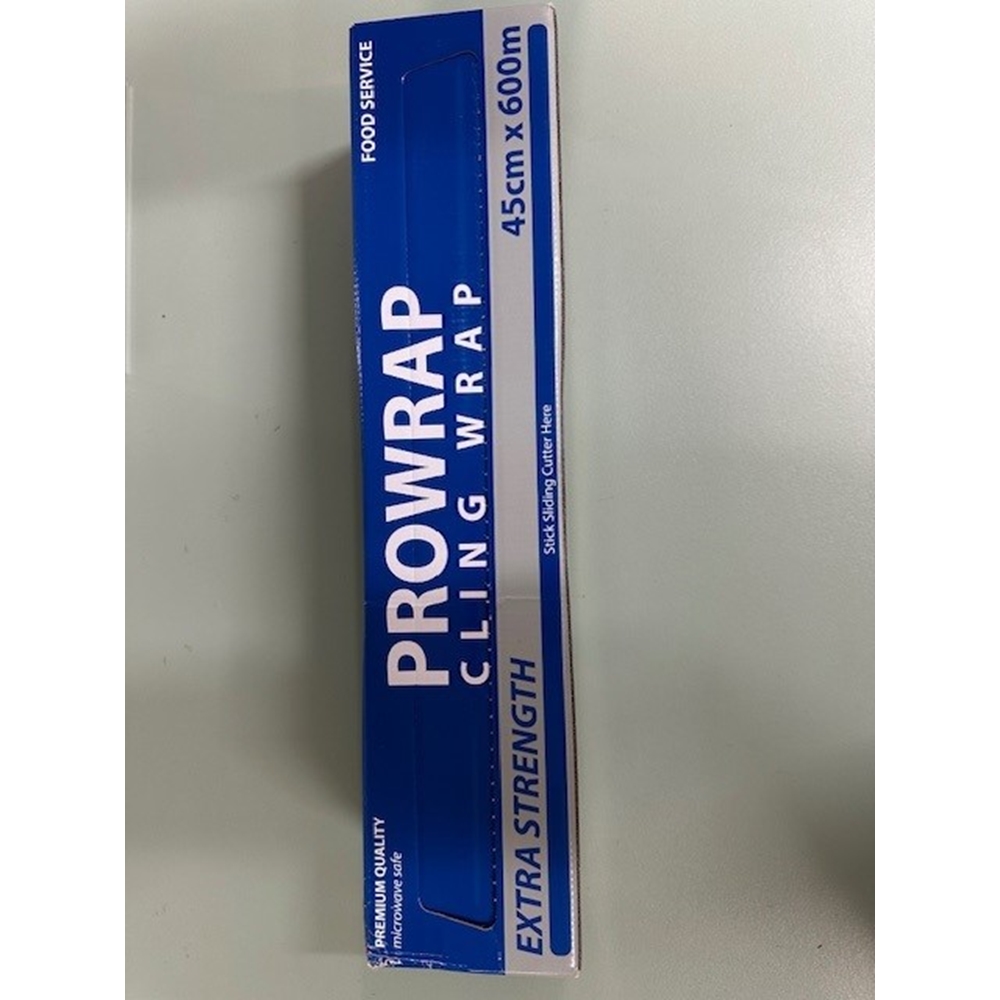 PREMIUM QUALITY
microwave safe
FOOD SERVICE
PROWRAP
CLING WRAP
EXTRA STRENGTH
45cm x 600m
Stick Sliding Cutter Here